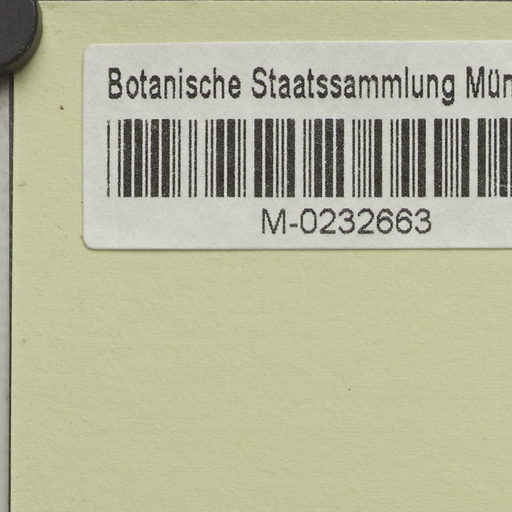 Botanische Staatssammlung Mün
M-0232663